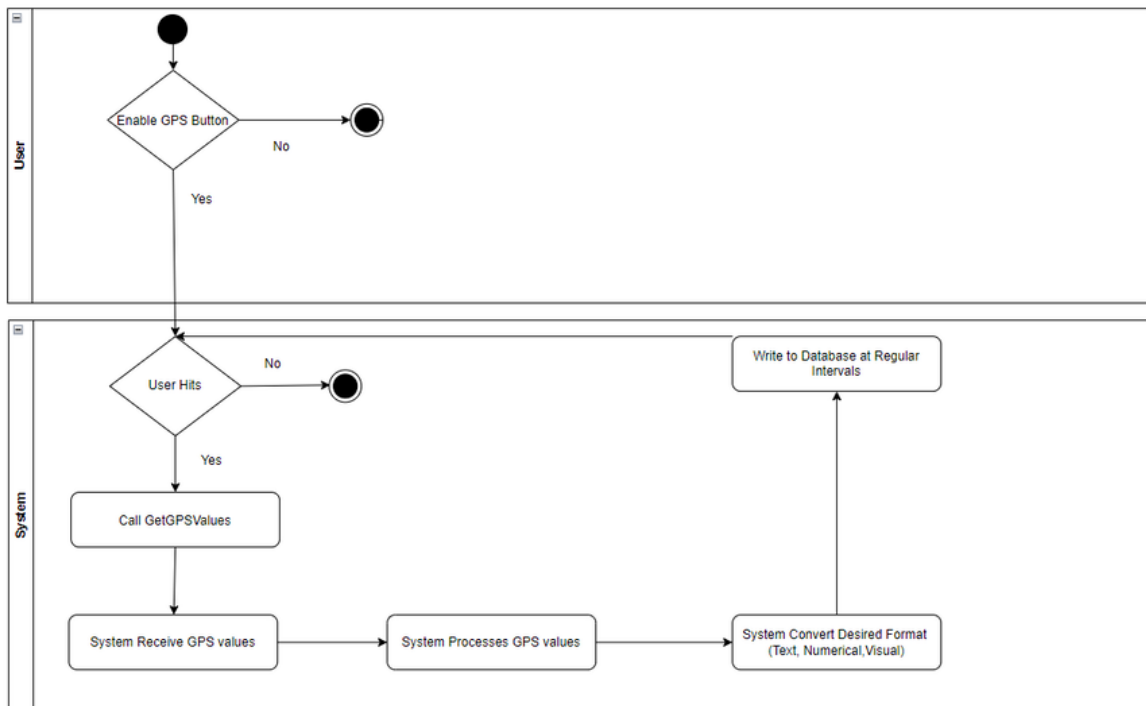 User
Enable GPS Button
No
Yes
System
User Hits
No
Yes
Call GetGPSValues
System Receive GPS values
System Processes GPS values
System Convert Desired Format
(Text, Numerical,Visual)
Write to Database at Regular
Intervals